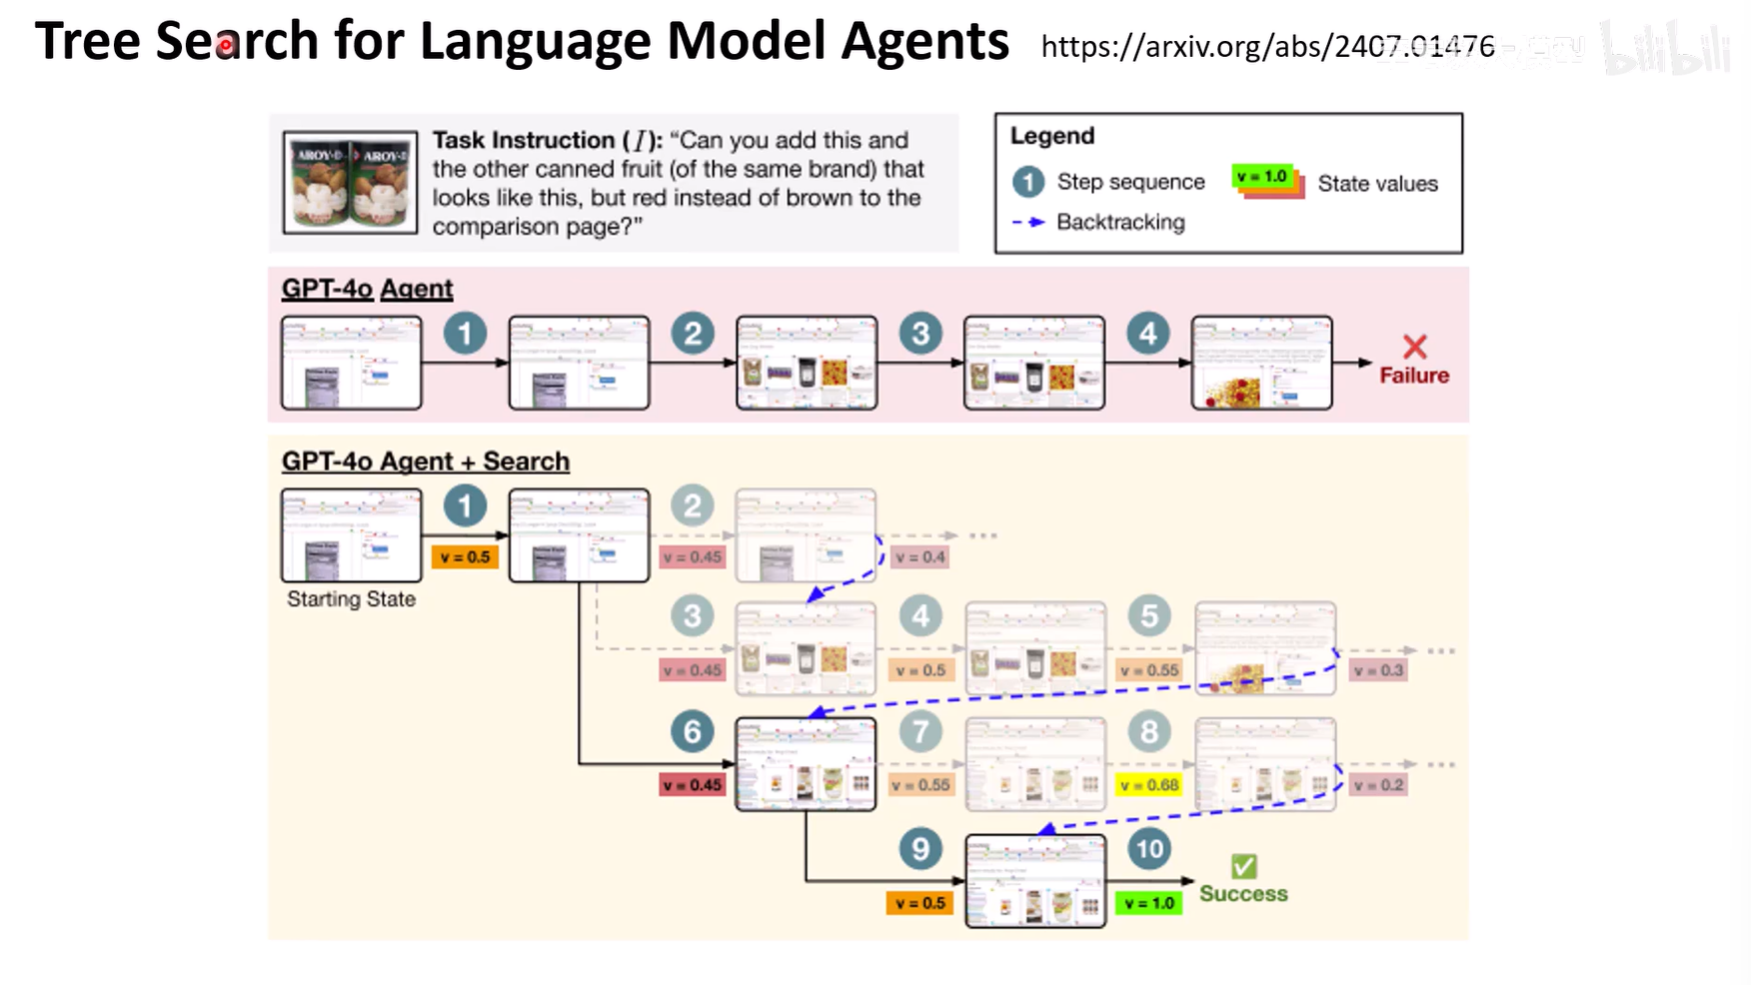 Tree Search for Language Model Agents https://arxiv.org/abs/2407.01476
bilibili
AROY-D AROY-D
Task Instruction (I): “Can you add this and
the other canned fruit (of the same brand) that
looks like this, but red instead of brown to the
comparison page?”
Legend
1 Step sequence v = 1.0 State values
Backtracking
GPT-4o Agent
1 2 3 4
Failure
GPT-4o Agent + Search
1 2
v = 0.5 v = 0.45 v = 0.4
Starting State
3 4 5
v = 0.45 v = 0.5 v = 0.55 v = 0.3
6 7 8
v = 0.45 v = 0.55 v = 0.68 v = 0.2
9 10
Success
v = 0.5 v = 1.0